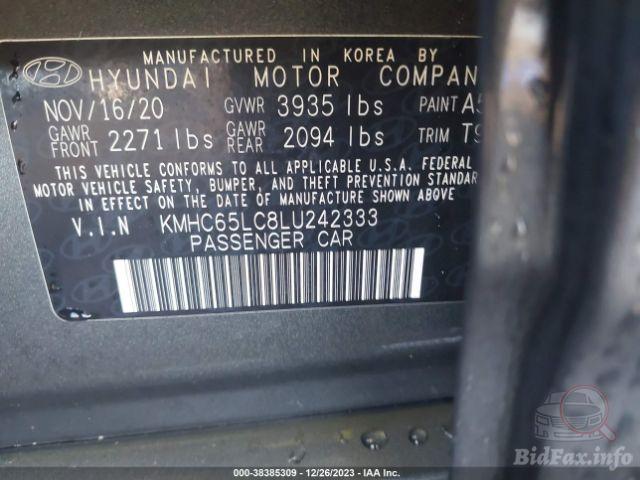 MANUFACTURED IN KOREA BY
HYUNDAI MOTOR COMPAN
NOV/16/20 GVWR 3935 lbs PAINT A5
GAWR FRONT 2271 lbs GAWR REAR 2094 lbs TRIM T9
THIS VEHICLE CONFORMS TO ALL APPLICABLE U.S.A. FEDERAL
MOTOR VEHICLE SAFETY, BUMPER, AND THEFT PREVENTION STANDAR
IN EFFECT ON THE DATE OF MANUFACTURE SHOWN ABOVE
V.I.N KMHC65LC8LU242333
PASSENGER CAR
BidFax.info
000-38385309 | 12/26/2023 | IAA Inc.